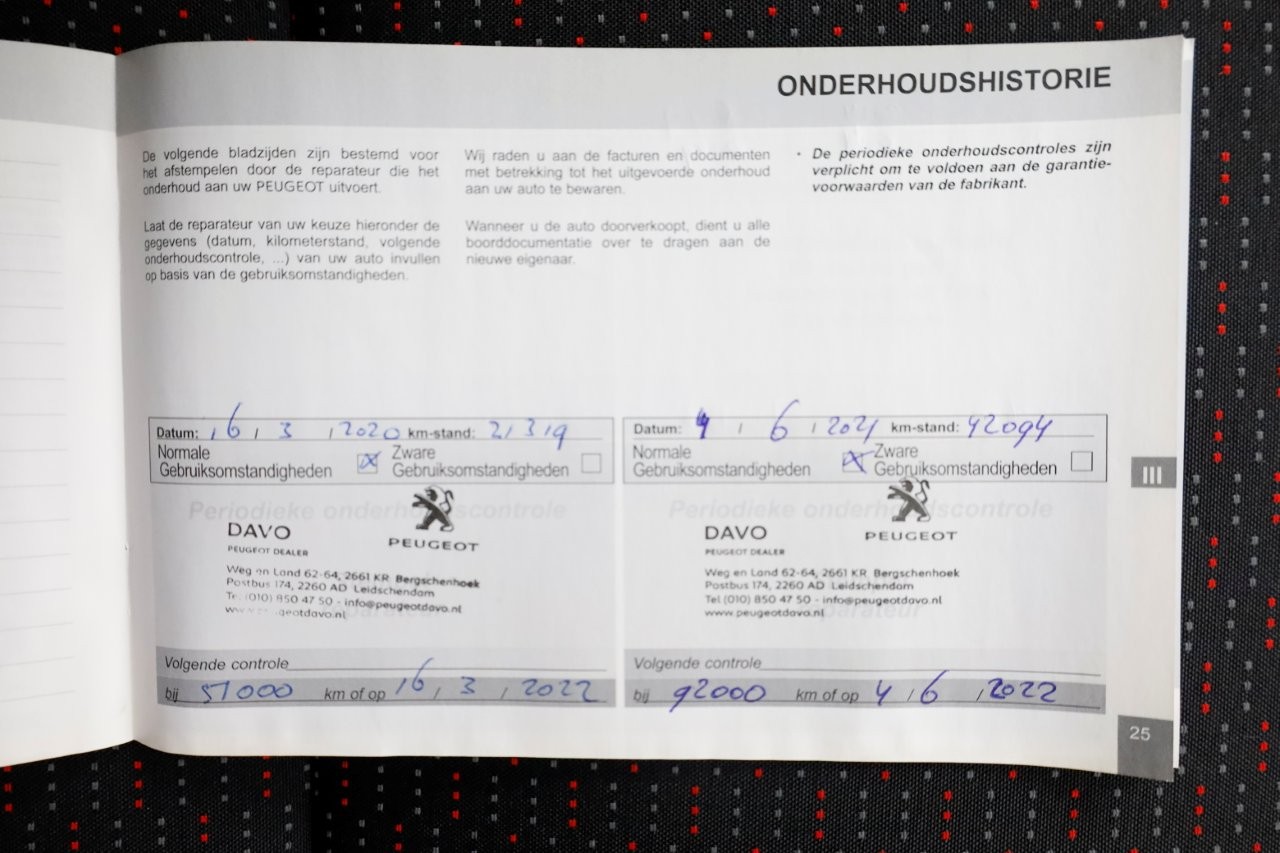 ONDERHOUDSHISTORIE
De volgende bladzijden zijn bestemd voor
het afstempelen door de reparateur die het
onderhoud aan uw PEUGEOT uitvoert.
Laat de reparateur van uw keuze hieronder de
gegevens (datum, kilometerstand, volgende
onderhoudscontrole, ...) van uw auto invullen
op basis van de gebruiksomstandigheden.
Wij raden u aan de facturen en documenten
met betrekking tot het uitgevoerde onderhoud
aan uw auto te bewaren.
Wanneer u de auto doorverkoopt, dient u alle
boorddocumentatie over te dragen aan de
nieuwe eigenaar.
• De periodieke onderhoudscontroles zijn
verplicht om te voldoen aan de garantie-
voorwaarden van de fabrikant.
Datum: 16 / 3 / 2020 km-stand: 21319
Normale Gebruiksomstandigheden x Zware Gebruiksomstandigheden
Periodieke onderhoudscontrole
DAVO
PEUGEOT DEALER
PEUGEOT
Weg en Land 62-64, 2661 KR Bergschenhoek
Postbus 174, 2260 AD Leidschendam
(010) 850 47 50 - info@peugeotdavo.nl
Volgende controle
bij 51000 km of op 16 / 3 / 2022
Datum: 4 / 6 / 2021 km-stand: 42094
Normale Gebruiksomstandigheden x Zware Gebruiksomstandigheden
Periodieke onderhoudscontrole
DAVO
PEUGEOT DEALER
PEUGEOT
Weg en Land 62-64, 2661 KR Bergschenhoek
Postbus 174, 2260 AD Leidschendam
Tel (010) 850 47 50 - info@peugeotdavo.nl
www.peugeotdavo.nl
Volgende controle
bij 92000 km of op 4 / 6 / 2022
III
25